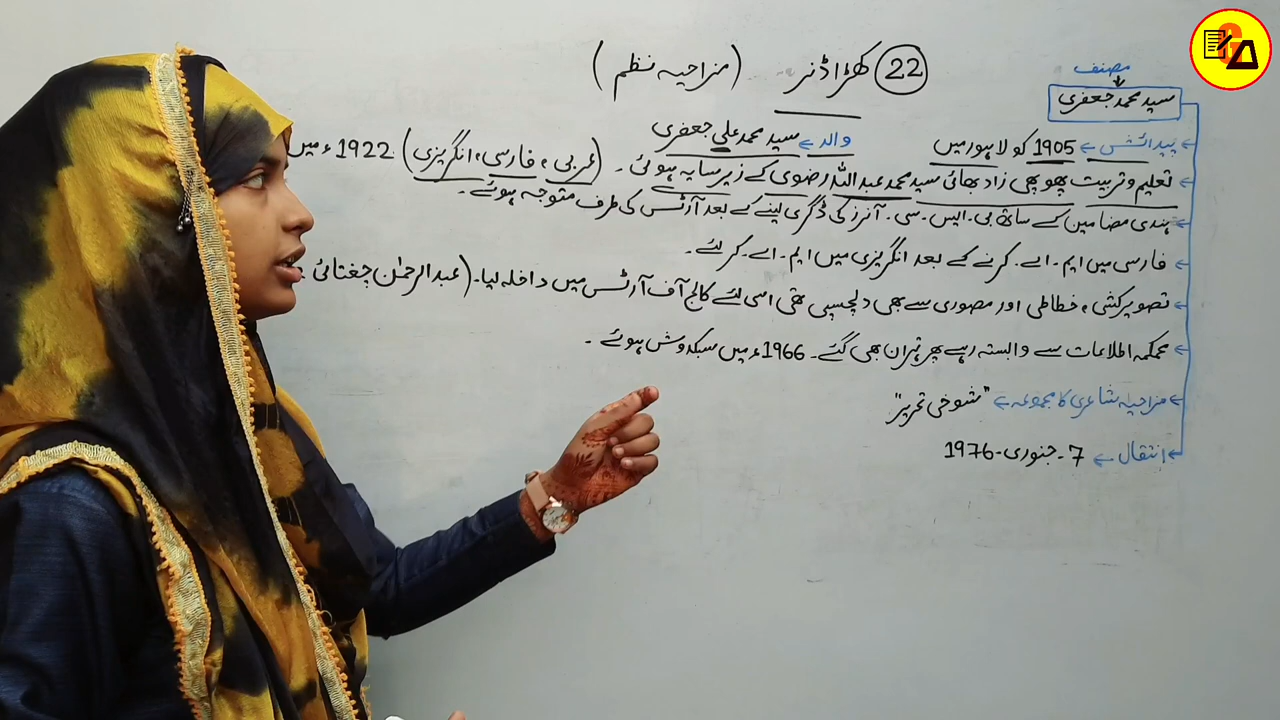 22 کھڑا ڈنر (مزاحیہ نظم)
مصنف
سید محمد جعفری
پیدائش ← 1905 کو لاہور میں والد ← سید محمد علی جعفری
تعلیم و تربیت پھوپھی زاد بھائی سید محمد عبداللہ رضوی کے زیر سایہ ہوئی۔ (عربی، فارسی، انگریزی) 1922ء میں
ہندی مضامین کے ساتھ بی۔ایس۔سی۔ آنرز کی ڈگری لینے کے بعد آرٹس کی طرف متوجہ ہوئے۔
فارسی میں ایم۔اے۔ کرنے کے بعد انگریزی میں ایم۔اے۔ کر لئے۔
تصویر کشی، خطاطی اور مصوری سے بھی دلچسپی تھی اسی لئے کالج آف آرٹس میں داخلہ لیا۔ (عبدالرحمٰن چغتائی
محکمہ اطلاعات سے وابستہ رہے پھر تہران بھی گئے۔ 1966ء میں سبکدوش ہوئے۔
مزاحیہ شاعری کا مجموعہ ← "شوخی تحریر"
انتقال ← 7۔جنوری۔1976